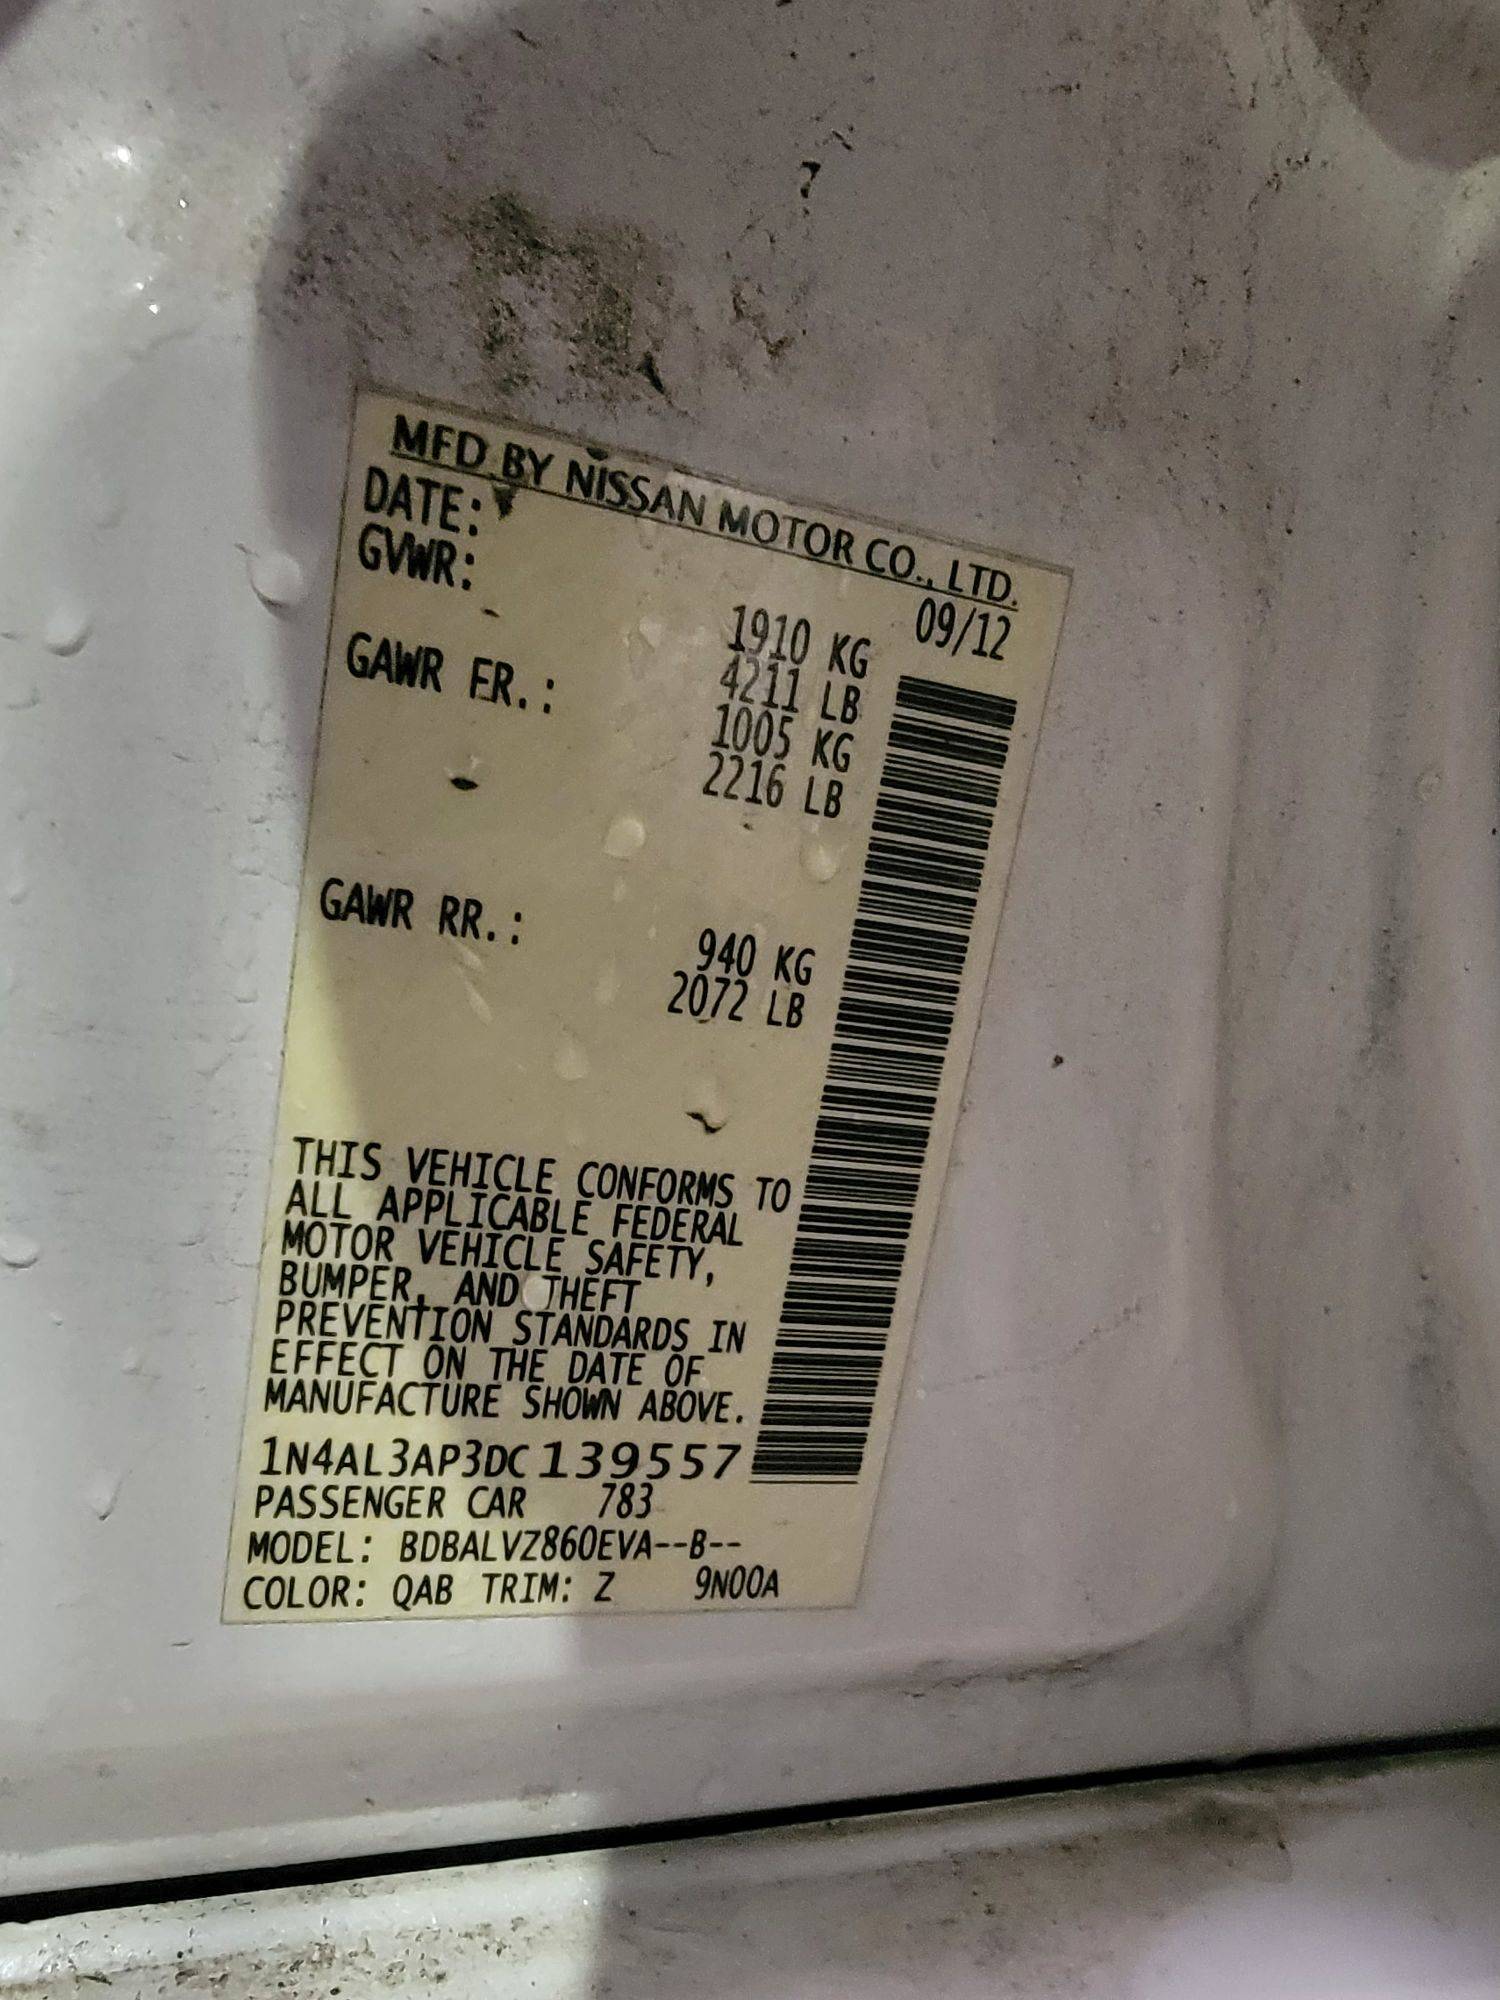 MFD.BY NISSAN MOTOR CO., LTD.
DATE: 09/12
GVWR: 1910 KG
4211 LB
GAWR FR.: 1005 KG
2216 LB
GAWR RR.: 940 KG
2072 LB
THIS VEHICLE CONFORMS TO
ALL APPLICABLE FEDERAL
MOTOR VEHICLE SAFETY,
BUMPER, AND THEFT
PREVENTION STANDARDS IN
EFFECT ON THE DATE OF
MANUFACTURE SHOWN ABOVE.
1N4AL3AP3DC139557
PASSENGER CAR 783
MODEL: BDBALVZ860EVA--B--
COLOR: QAB TRIM: Z 9N00A